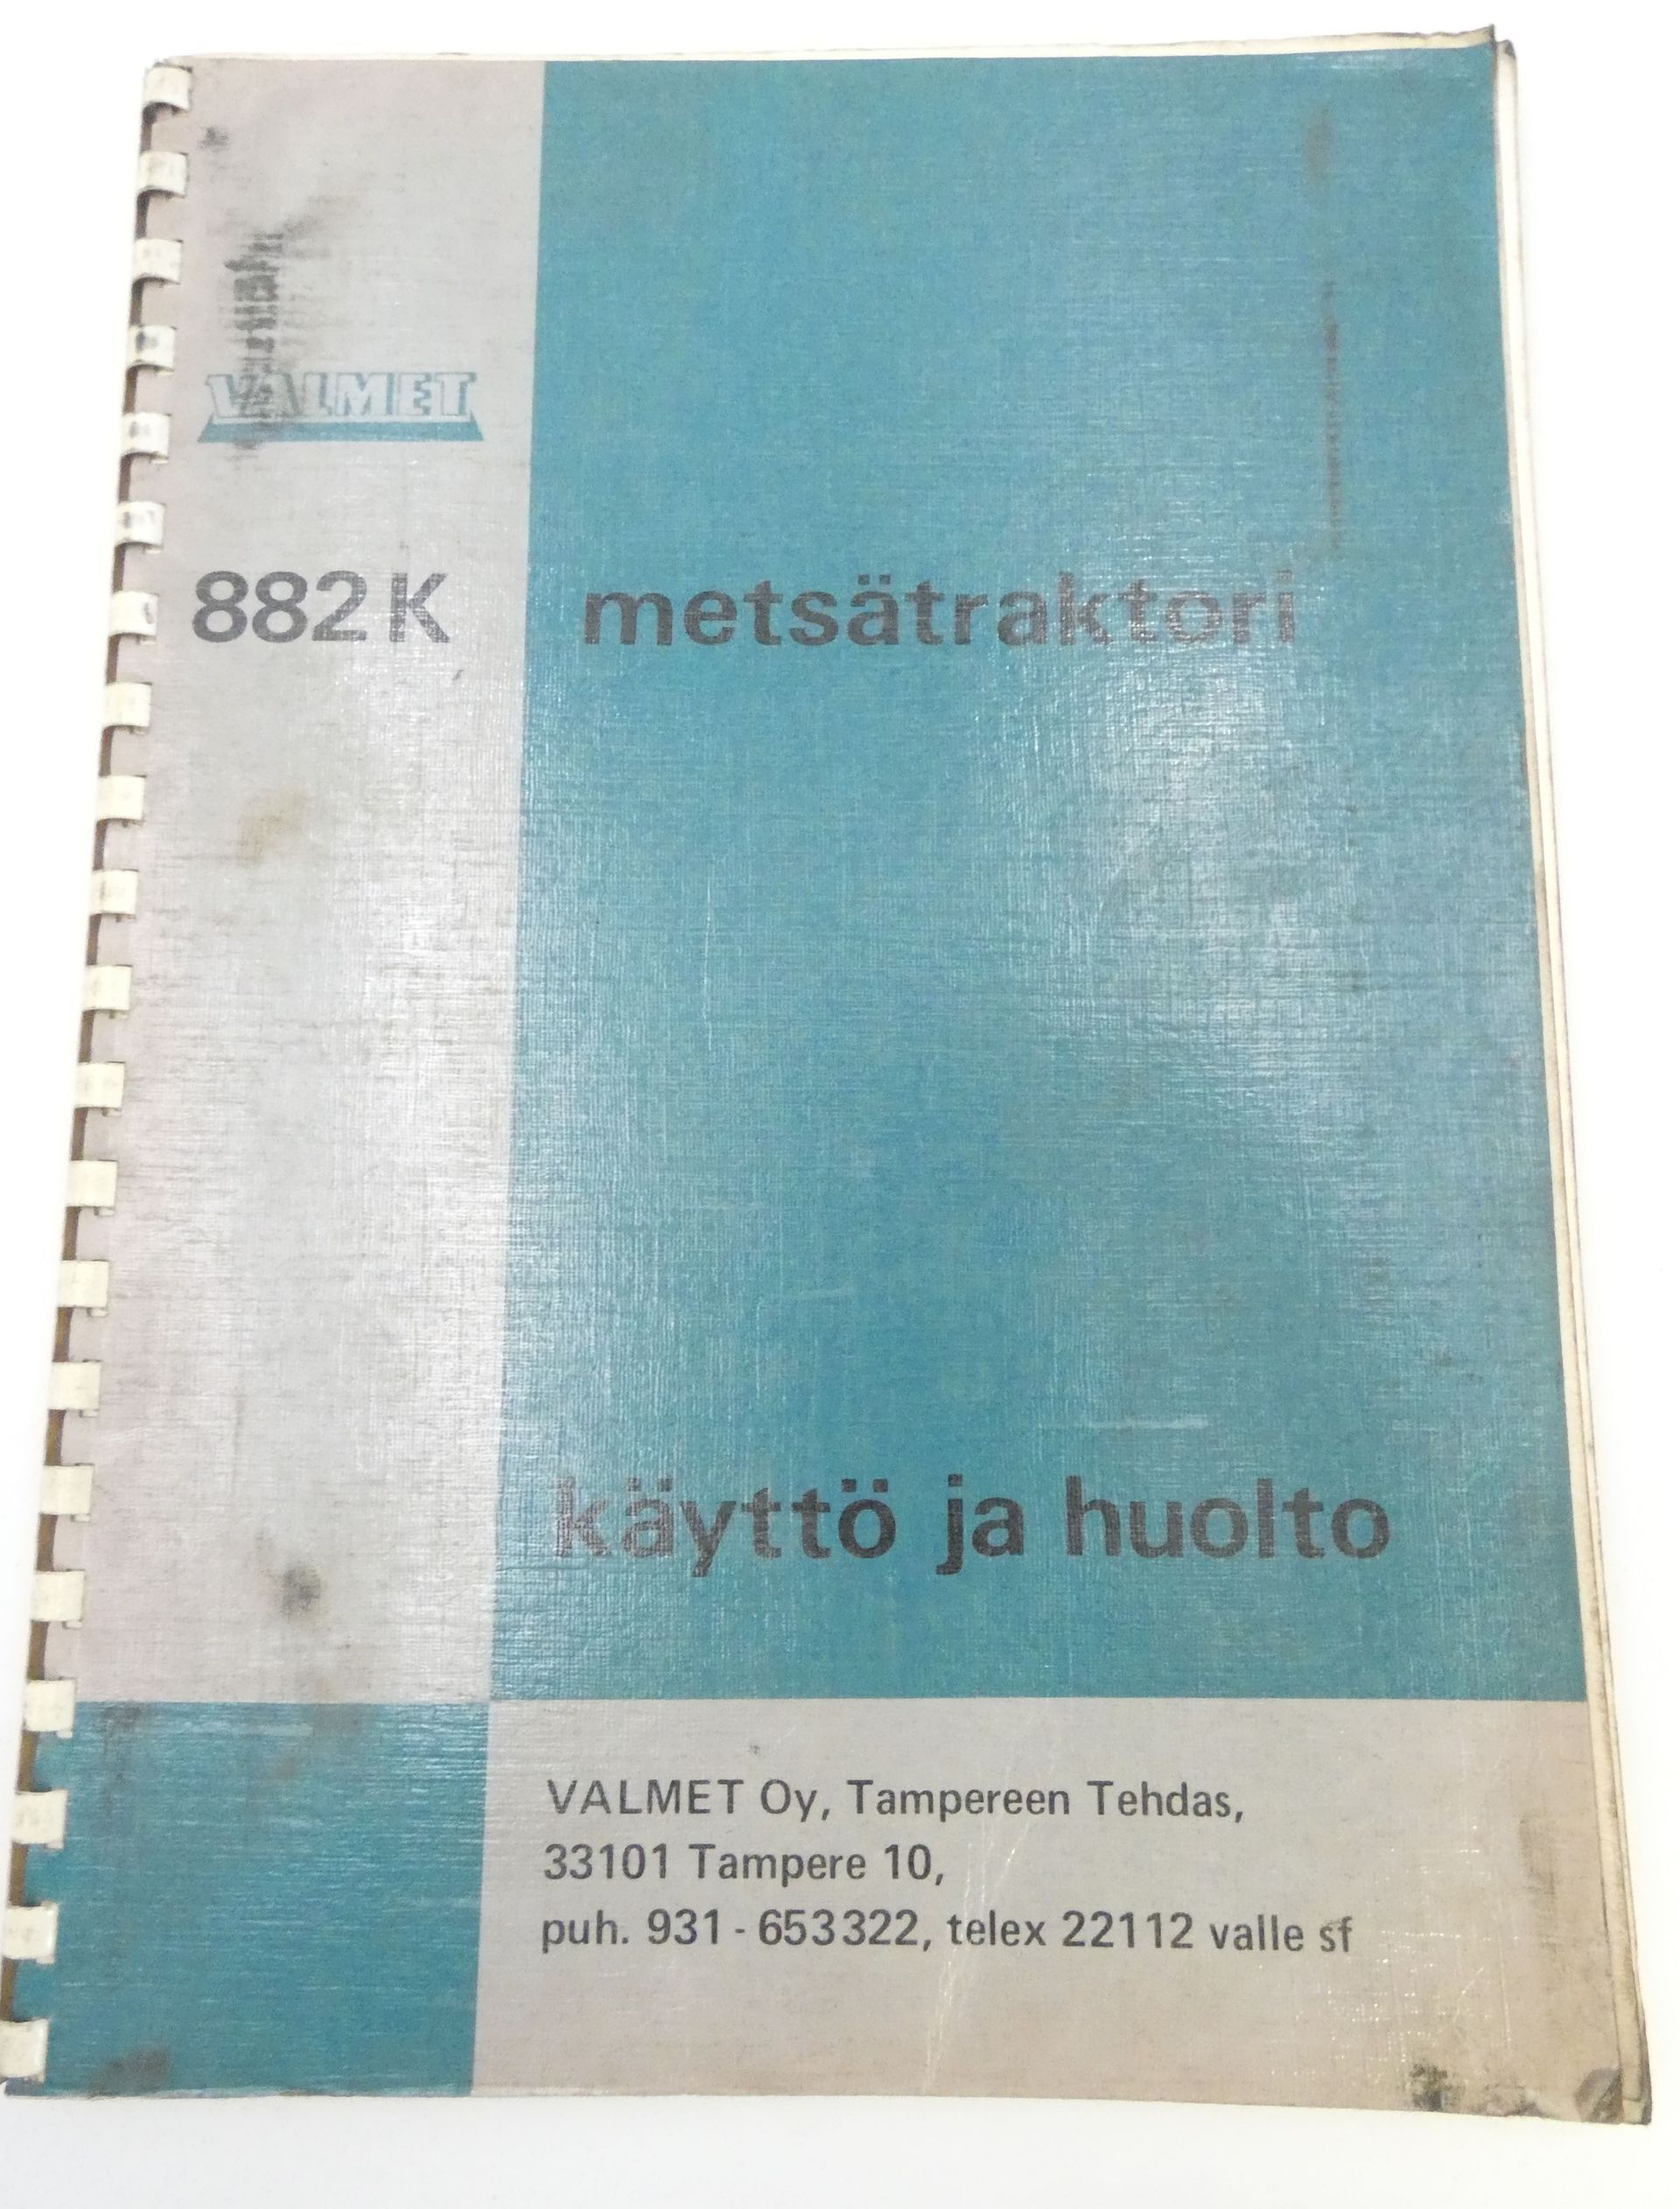 VALMET
882 K metsätraktori
käyttö ja huolto
VALMET Oy, Tampereen Tehdas,
33101 Tampere 10,
puh. 931 - 653322, telex 22112 valle sf